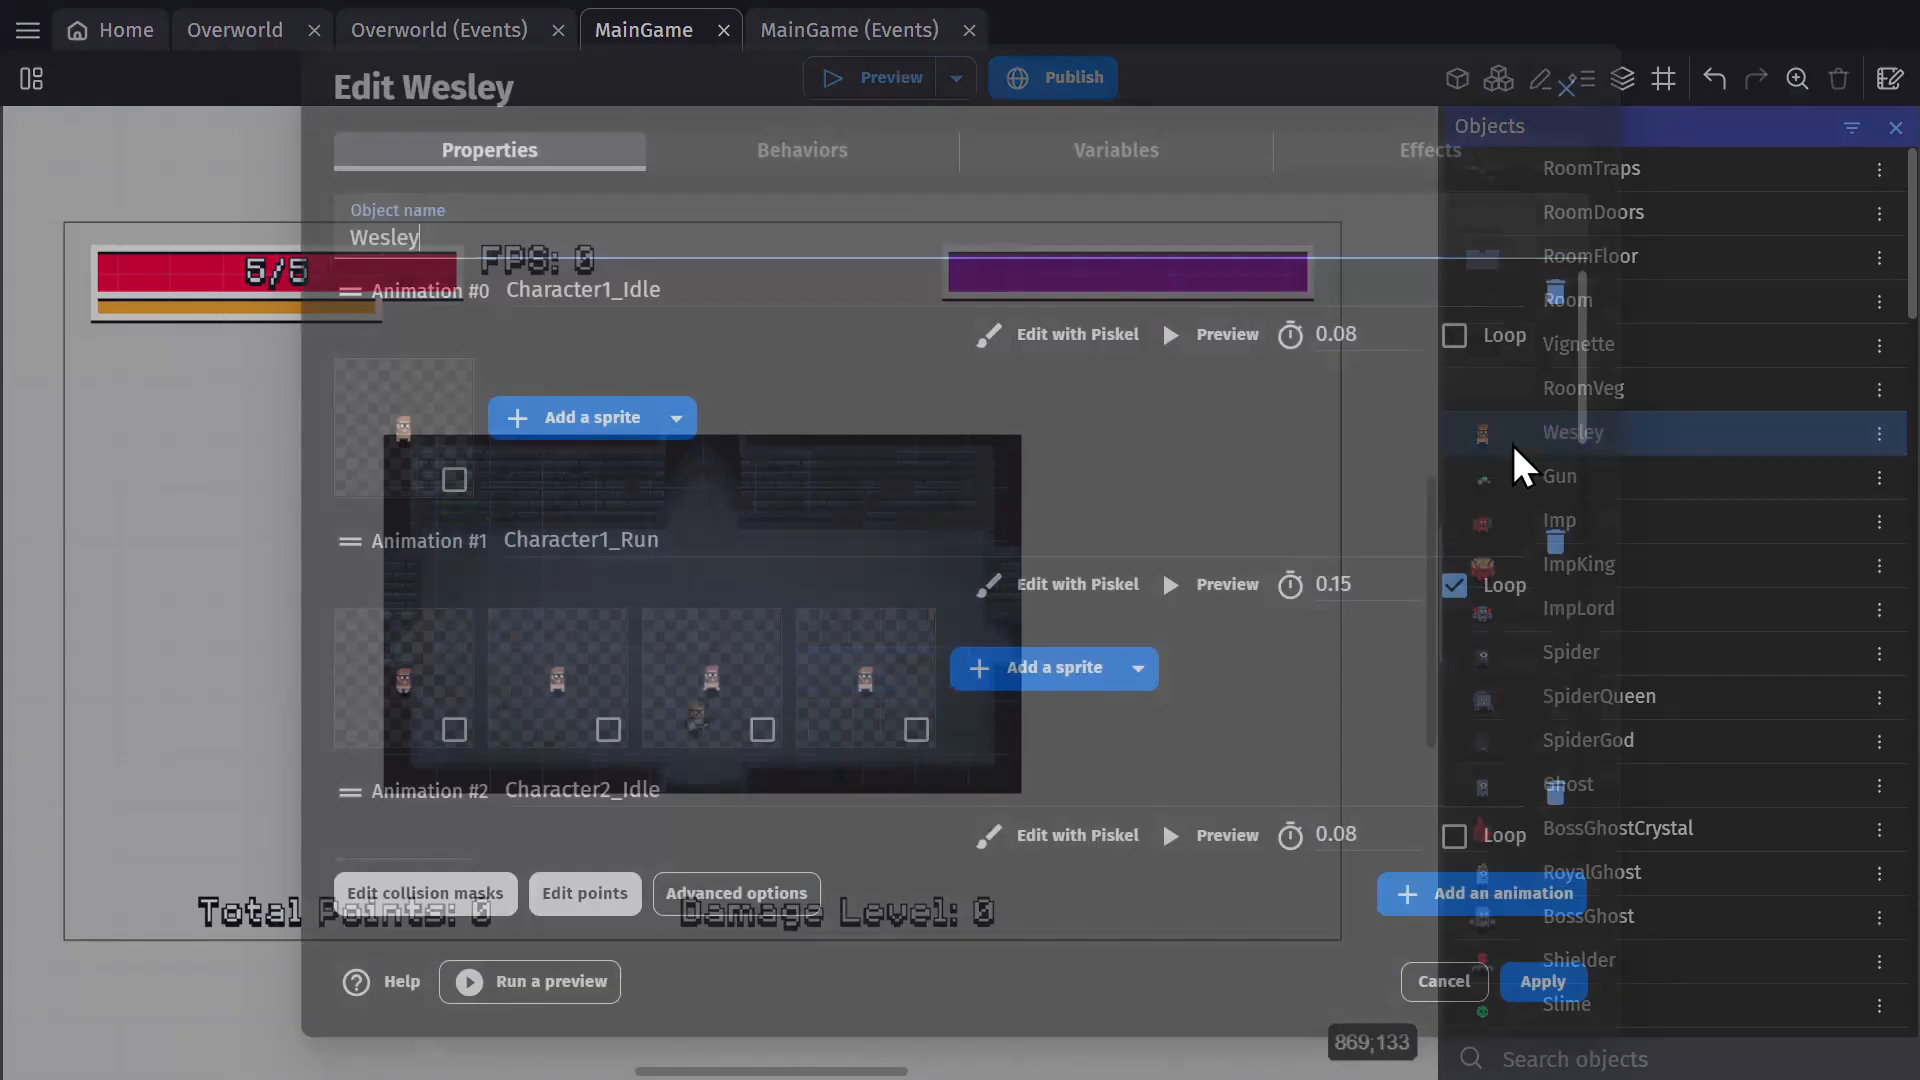 Home
Overworld
Overworld (Events)
MainGame
MainGame (Events)
Edit Wesley
Preview
Publish
Properties
Behaviors
Variables
Effects
Objects
Object name
Wesley
5/5
FPS: 0
Animation #0 Character1_Idle
Edit with Piskel
Preview
0.08
Loop
Add a sprite
Animation #1 Character1_Run
Edit with Piskel
Preview
0.15
Loop
Add a sprite
Animation #2 Character2_Idle
Edit with Piskel
Preview
0.08
Loop
Edit collision masks
Edit points
Advanced options
Add an animation
Total Points: 0
Damage Level: 0
Help
Run a preview
Cancel
Apply
869;133
RoomTraps
RoomDoors
RoomFloor
Room
Vignette
RoomVeg
Wesley
Gun
Imp
ImpKing
ImpLord
Spider
SpiderQueen
SpiderGod
Ghost
BossGhostCrystal
RoyalGhost
BossGhost
Shielder
Slime
Search objects